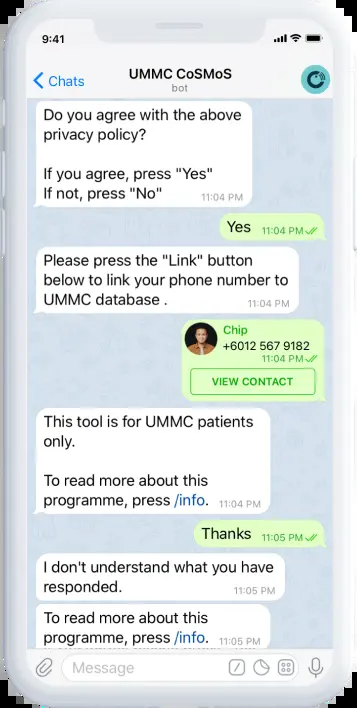 9:41
Chats
UMMC CoSMoS
bot
Do you agree with the above
privacy policy?
If you agree, press "Yes"
If not, press "No"
11:04 PM
Yes
11:04 PM
Please press the "Link" button
below to link your phone number to
UMMC database .
11:04 PM
Chip
+6012 567 9182
11:04 PM
VIEW CONTACT
This tool is for UMMC patients
only.
To read more about this
programme, press /info.
11:04 PM
Thanks
11:05 PM
I don't understand what you have
responded.
11:05 PM
To read more about this
programme, press /info.
11:05 PM
Message